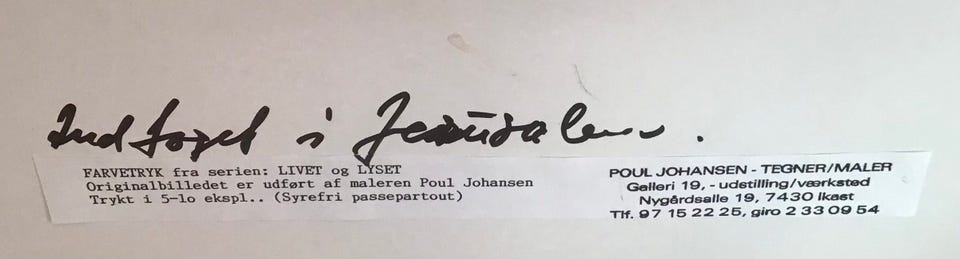 Indtoget i Jerusalem.
FARVETRYK fra serien: LIVET og LYSET
Originalbilledet er udført af maleren Poul Johansen
Trykt i 5-lo ekspl.. (Syrefri passepartout)
POUL JOHANSEN - TEGNER/MALER
Galleri 19, - udstilling/værksted
Nygårdsalle 19, 7430 Ikast
Tlf. 97 15 22 25, giro 2 33 09 54